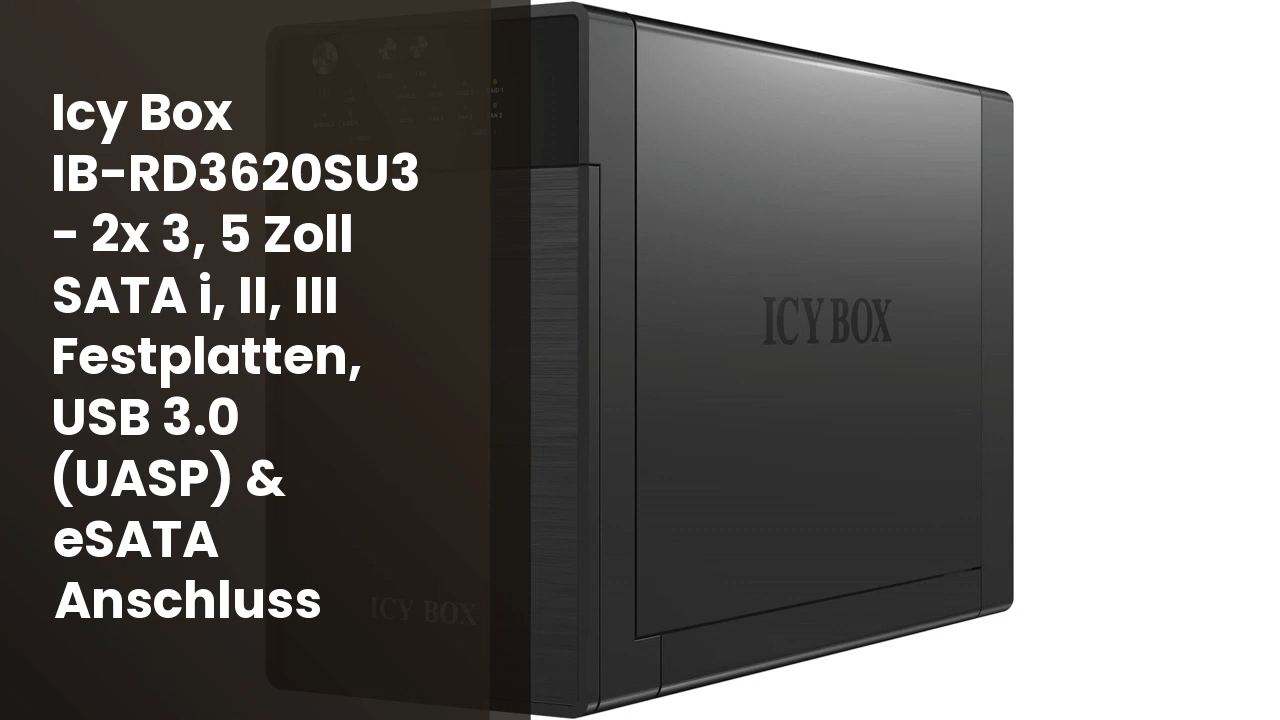 Icy Box
IB-RD3620SU3
- 2x 3, 5 Zoll
SATA i, II, III
Festplatten,
USB 3.0
(UASP) &
eSATA
Anschluss
ICY BOX
ICY BOX